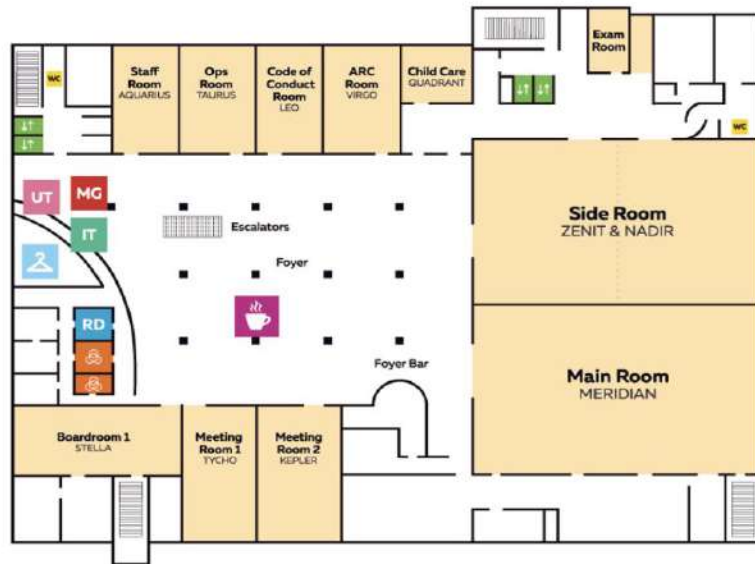 Exam
Room
WC
Staff
Room
AQUARIUS
Ops
Room
TAURUS
Code of
Conduct
Room
LEO
ARC
Room
VIRGO
Child Care
QUADRANT
WC
UT
MG
IT
Escalators
Foyer
Side Room
ZENIT & NADIR
RD
Foyer Bar
Main Room
MERIDIAN
Boardroom 1
STELLA
Meeting
Room 1
TYCHO
Meeting
Room 2
KEPLER